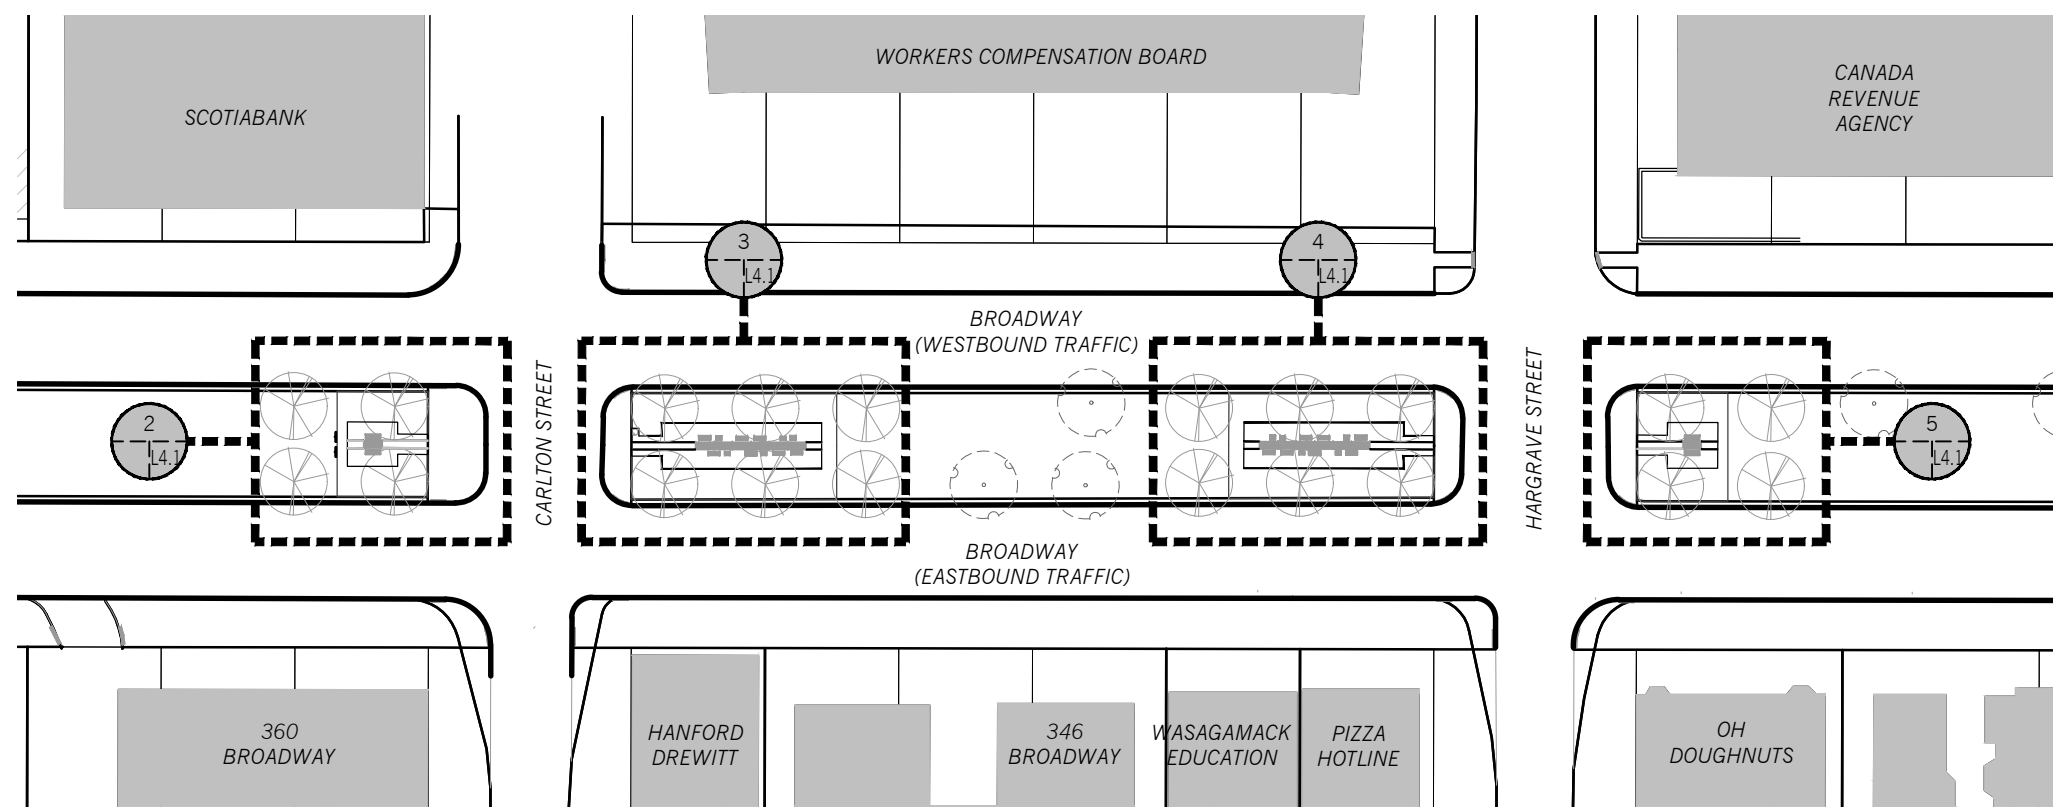 WORKERS COMPENSATION BOARD
CANADA
REVENUE
AGENCY
SCOTIABANK
3
L4.1
4
L4.1
BROADWAY
(WESTBOUND TRAFFIC)
CARLTON STREET
HARGRAVE STREET
2
L4.1
5
L4.1
BROADWAY
(EASTBOUND TRAFFIC)
360
BROADWAY
HANFORD
DREWITT
346
BROADWAY
WASAGAMACK
EDUCATION
PIZZA
HOTLINE
OH
DOUGHNUTS